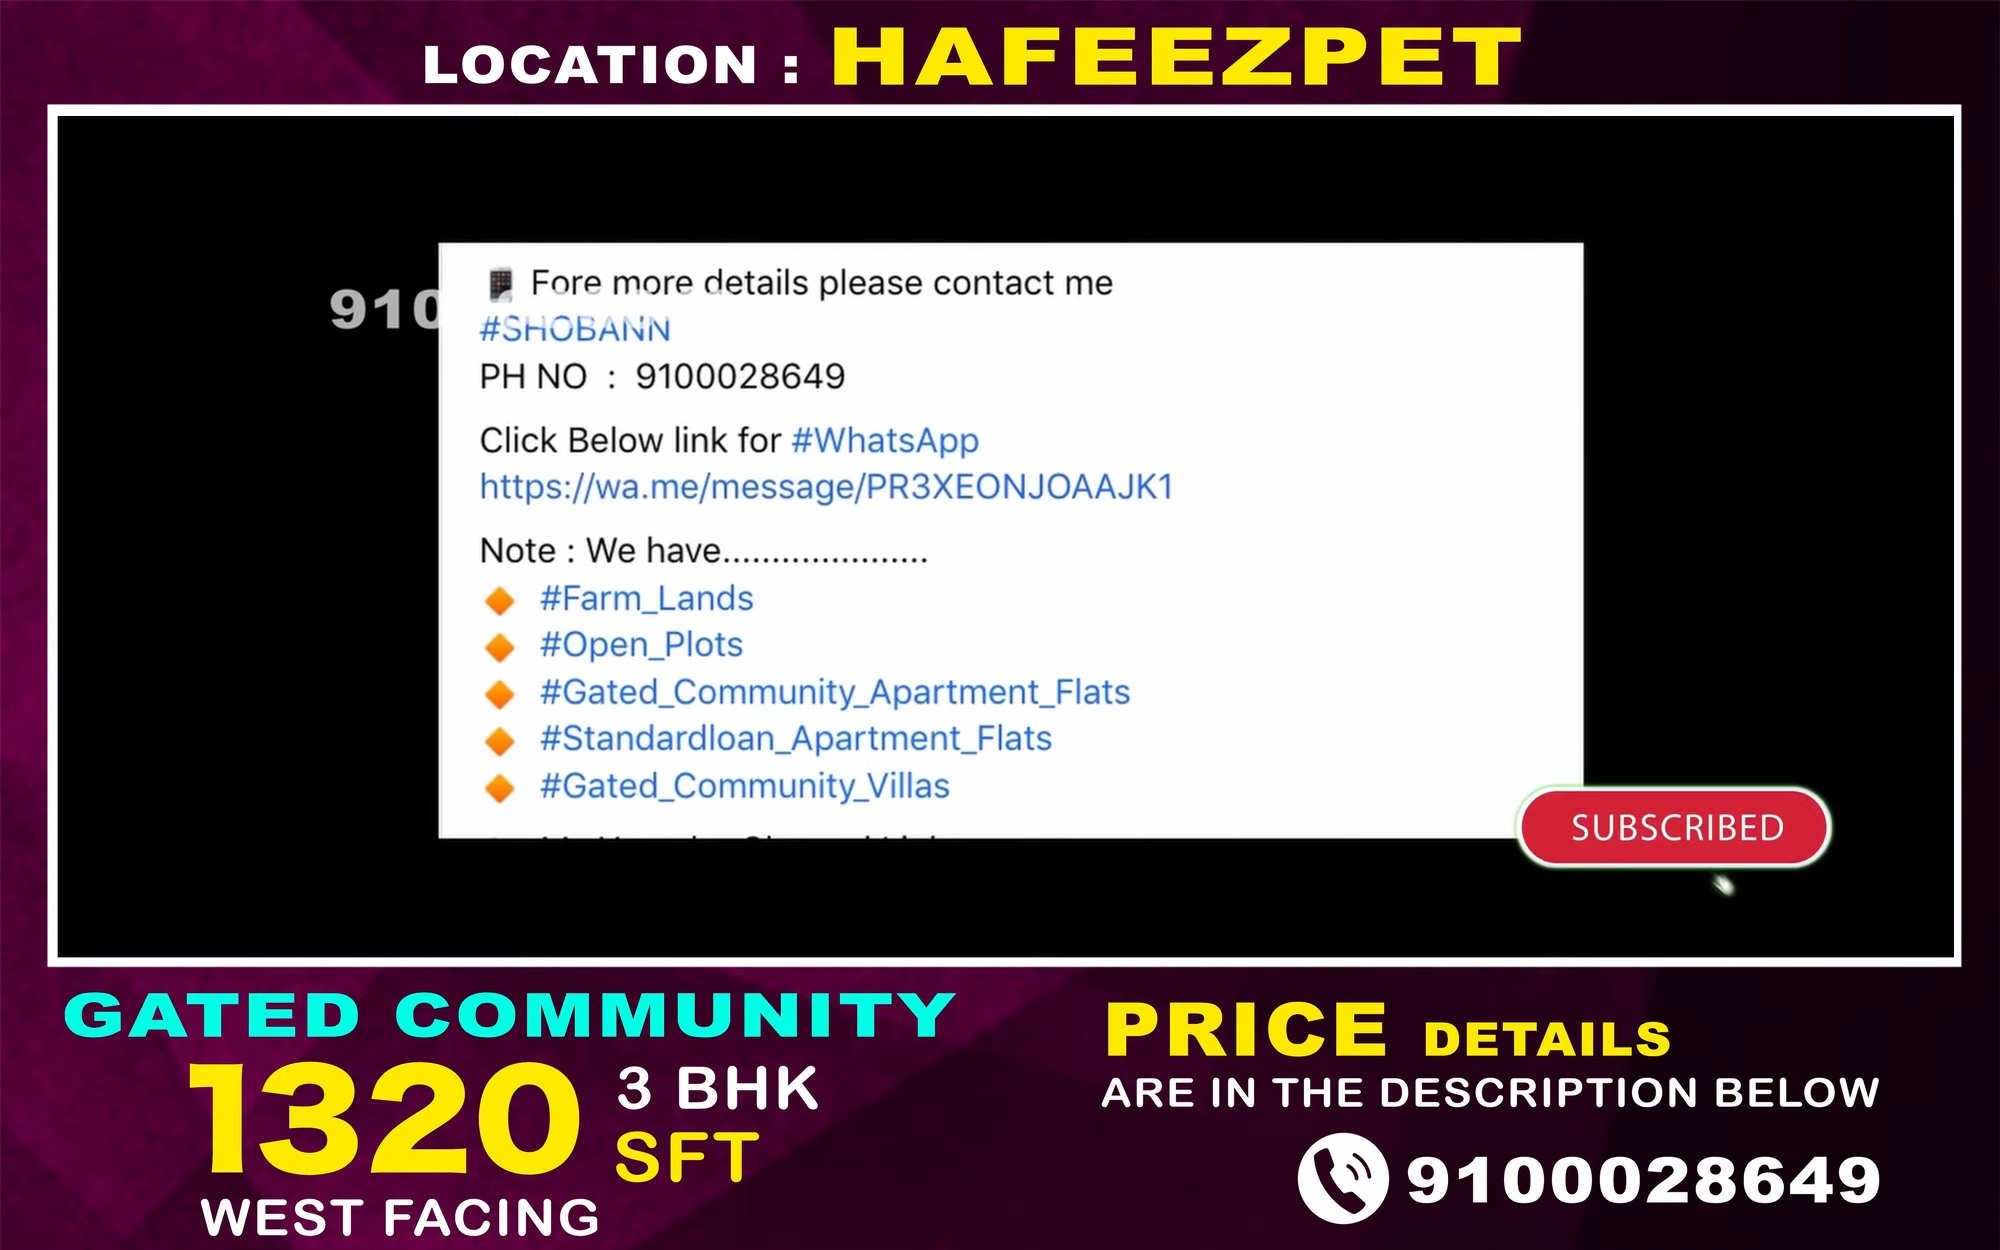 LOCATION : HAFEEZPET
910
Fore more details please contact me
#SHOBANN
PH NO : 9100028649
Click Below link for #WhatsApp
https://wa.me/message/PR3XEONJOAAJK1
Note : We have.....................
#Farm_Lands
#Open_Plots
#Gated_Community_Apartment_Flats
#Standardloan_Apartment_Flats
#Gated_Community_Villas
SUBSCRIBED
GATED COMMUNITY
1320 3 BHK
SFT
WEST FACING
PRICE DETAILS
ARE IN THE DESCRIPTION BELOW
9100028649